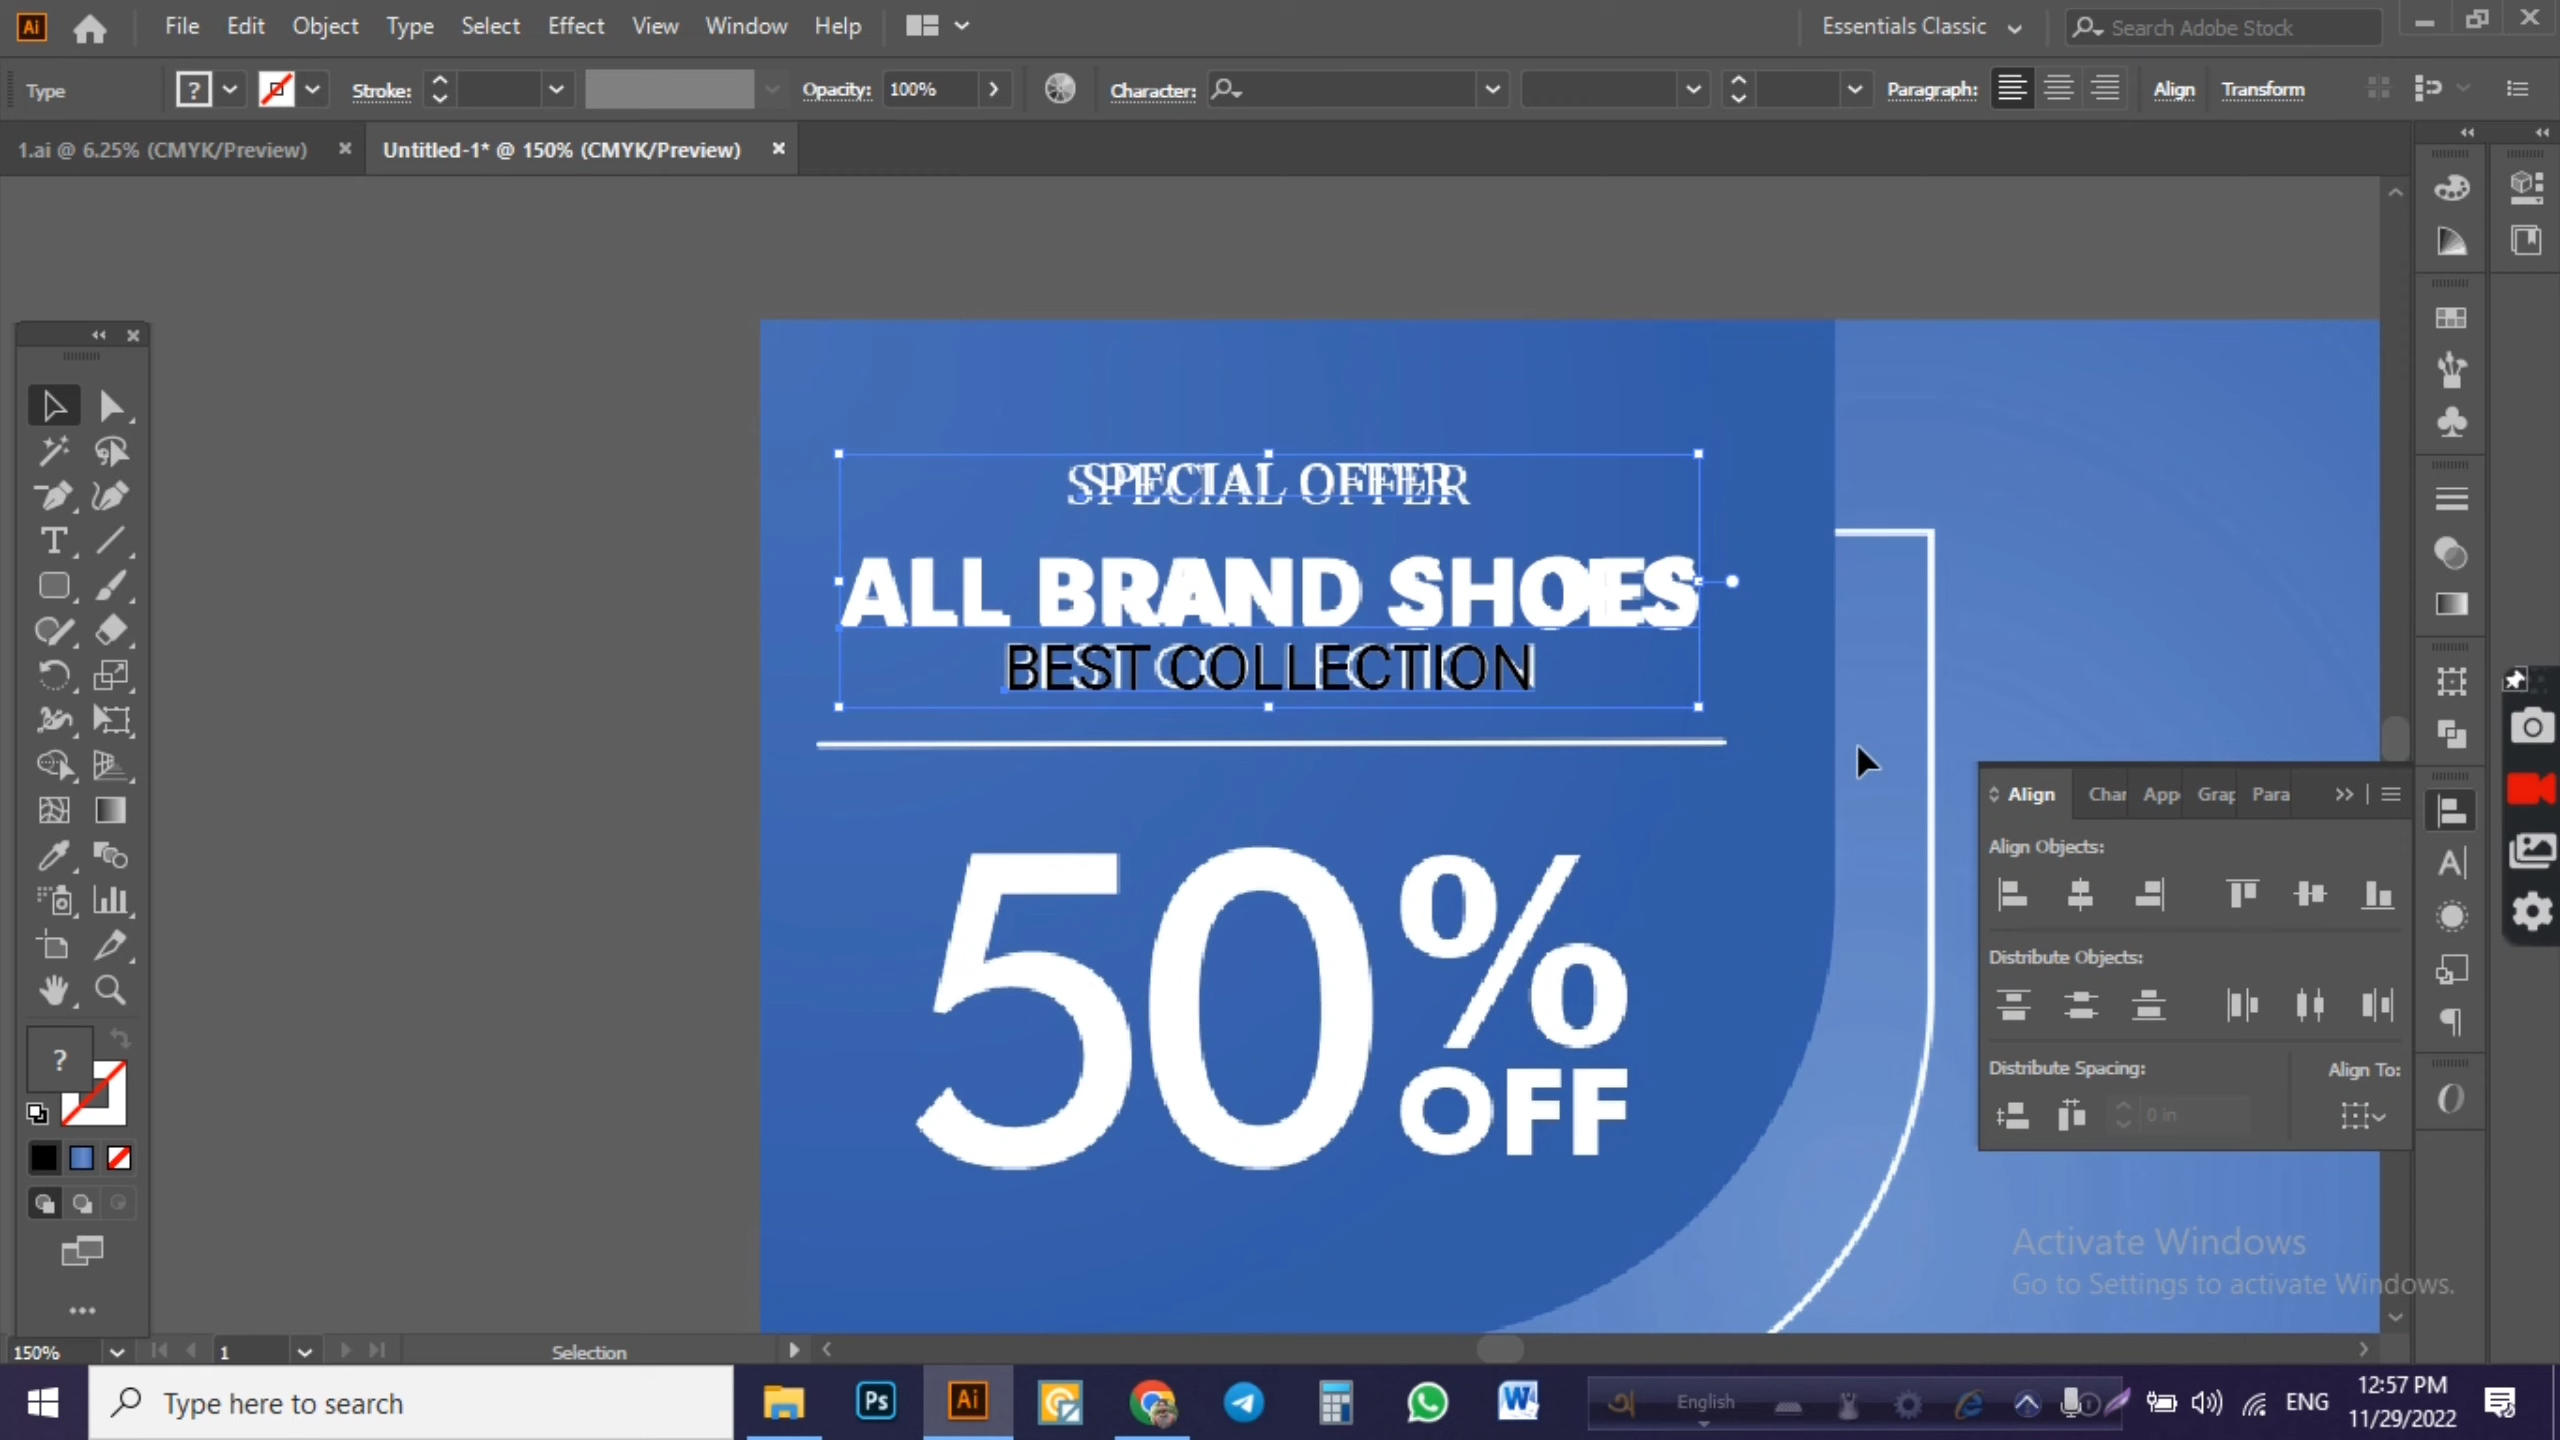 Ai File Edit Object Type Select Effect View Window Help Essentials Classic Search Adobe Stock
Type ? Stroke: Opacity: 100% Character: Paragraph: Align Transform
1.ai @ 6.25% (CMYK/Preview) Untitled-1* @ 150% (CMYK/Preview)
SPECIAL OFFER
ALL BRAND SHOES
BEST COLLECTION
50%
OFF
Align Char App Grap Para
Align Objects:
Distribute Objects:
Distribute Spacing: Align To:
0 in
?
Activate Windows
Go to Settings to activate Windows.
150% 1 Selection
Type here to search Ps Ai W অ English ENG 12:57 PM
11/29/2022